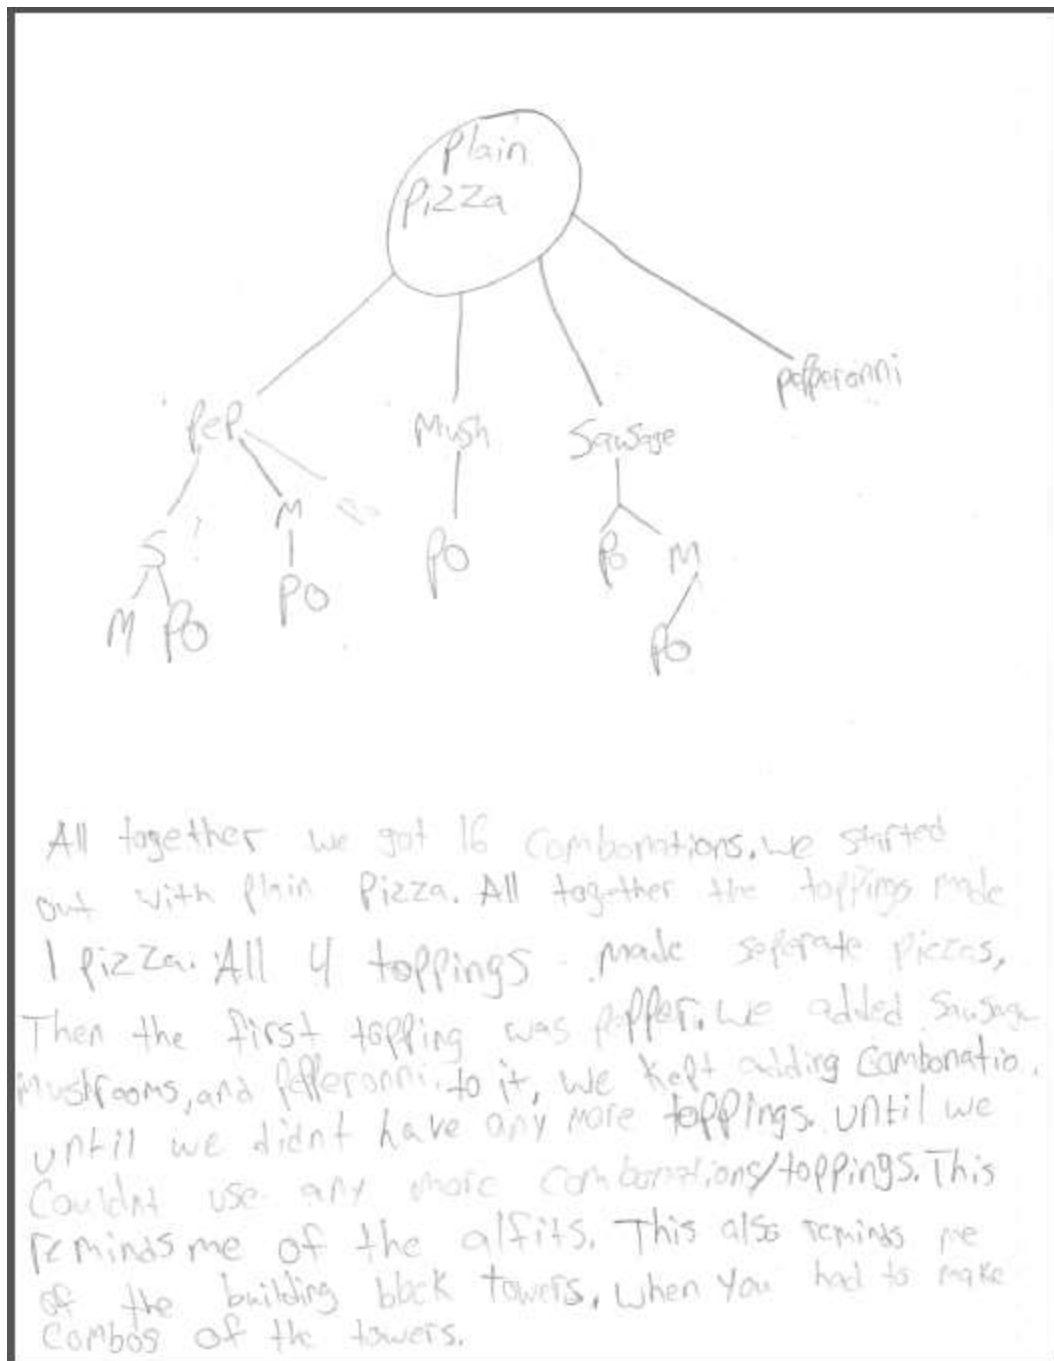 Plain
Pizza
pepperonni
Pep
Mush
Sausage
S
M
Po
Po
M
M
Po
Po
Po
All together we got 16 Combonations. we started
out with plain Pizza. All together the toppings made
1 pizza. All 4 toppings made seperate piezas,
Then the first topping was pepper. we added Sausage
mushrooms, and Pepperonni. to it, we kept adding Combonatio.
until we didnt have any more toppings. until we
Couldnt use any more combonations/toppings. This
reminds me of the . This also reminds me
of the building block towers, when you had to make
Combos of the towers.